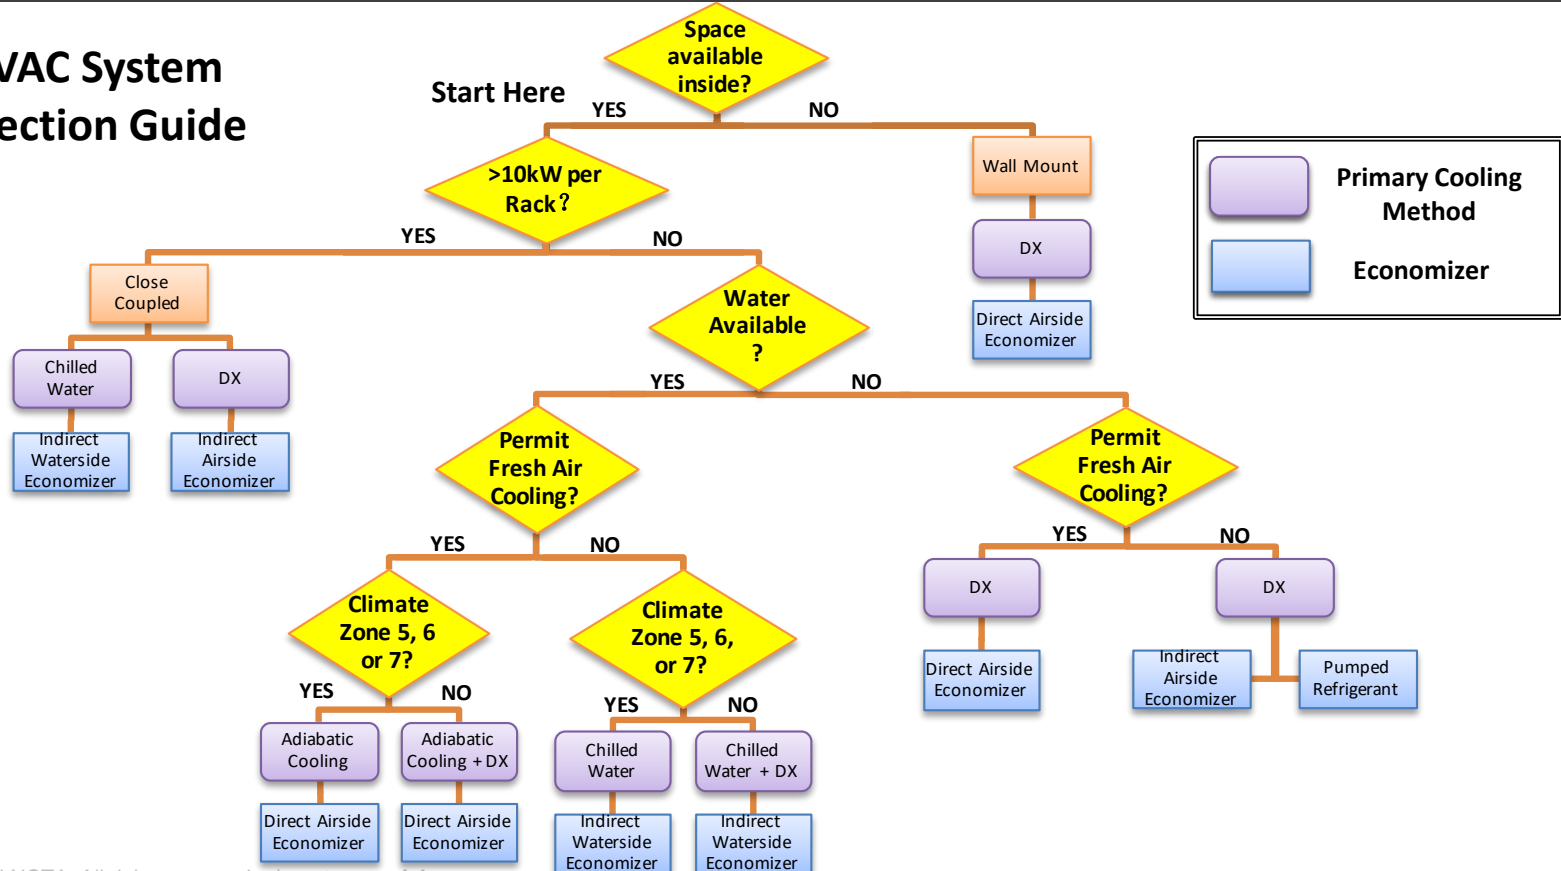 VAC System
ection Guide
Start Here
Space
available
inside?
YES
NO
>10kW per
Rack？
Wall Mount
DX
Direct Airside
Economizer
Primary Cooling
Method
Economizer
YES
NO
Close
Coupled
Chilled
Water
DX
Indirect
Waterside
Economizer
Indirect
Airside
Economizer
Water
Available
?
YES
NO
Permit
Fresh Air
Cooling?
Permit
Fresh Air
Cooling?
YES
NO
YES
NO
Climate
Zone 5, 6
or 7?
Climate
Zone 5, 6,
or 7?
DX
DX
Direct Airside
Economizer
Indirect
Airside
Economizer
Pumped
Refrigerant
YES
NO
YES
NO
Adiabatic
Cooling
Adiabatic
Cooling + DX
Chilled
Water
Chilled
Water + DX
Direct Airside
Economizer
Direct Airside
Economizer
Indirect
Waterside
Economizer
Indirect
Waterside
Economizer